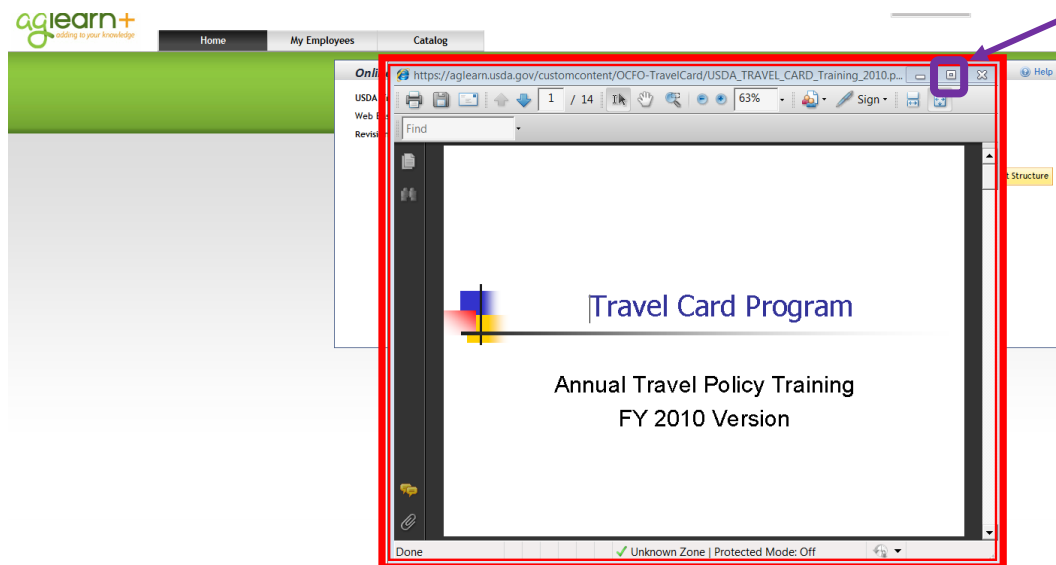 aglearn+
adding to your knowledge
Home My Employees Catalog
Help
https://aglearn.usda.gov/customcontent/OCFO-TravelCard/USDA_TRAVEL_CARD_Training_2010.p...
USDA
Web
1 / 14 63% Sign
Find
Structure
Travel Card Program
Annual Travel Policy Training
FY 2010 Version
Done Unknown Zone | Protected Mode: Off